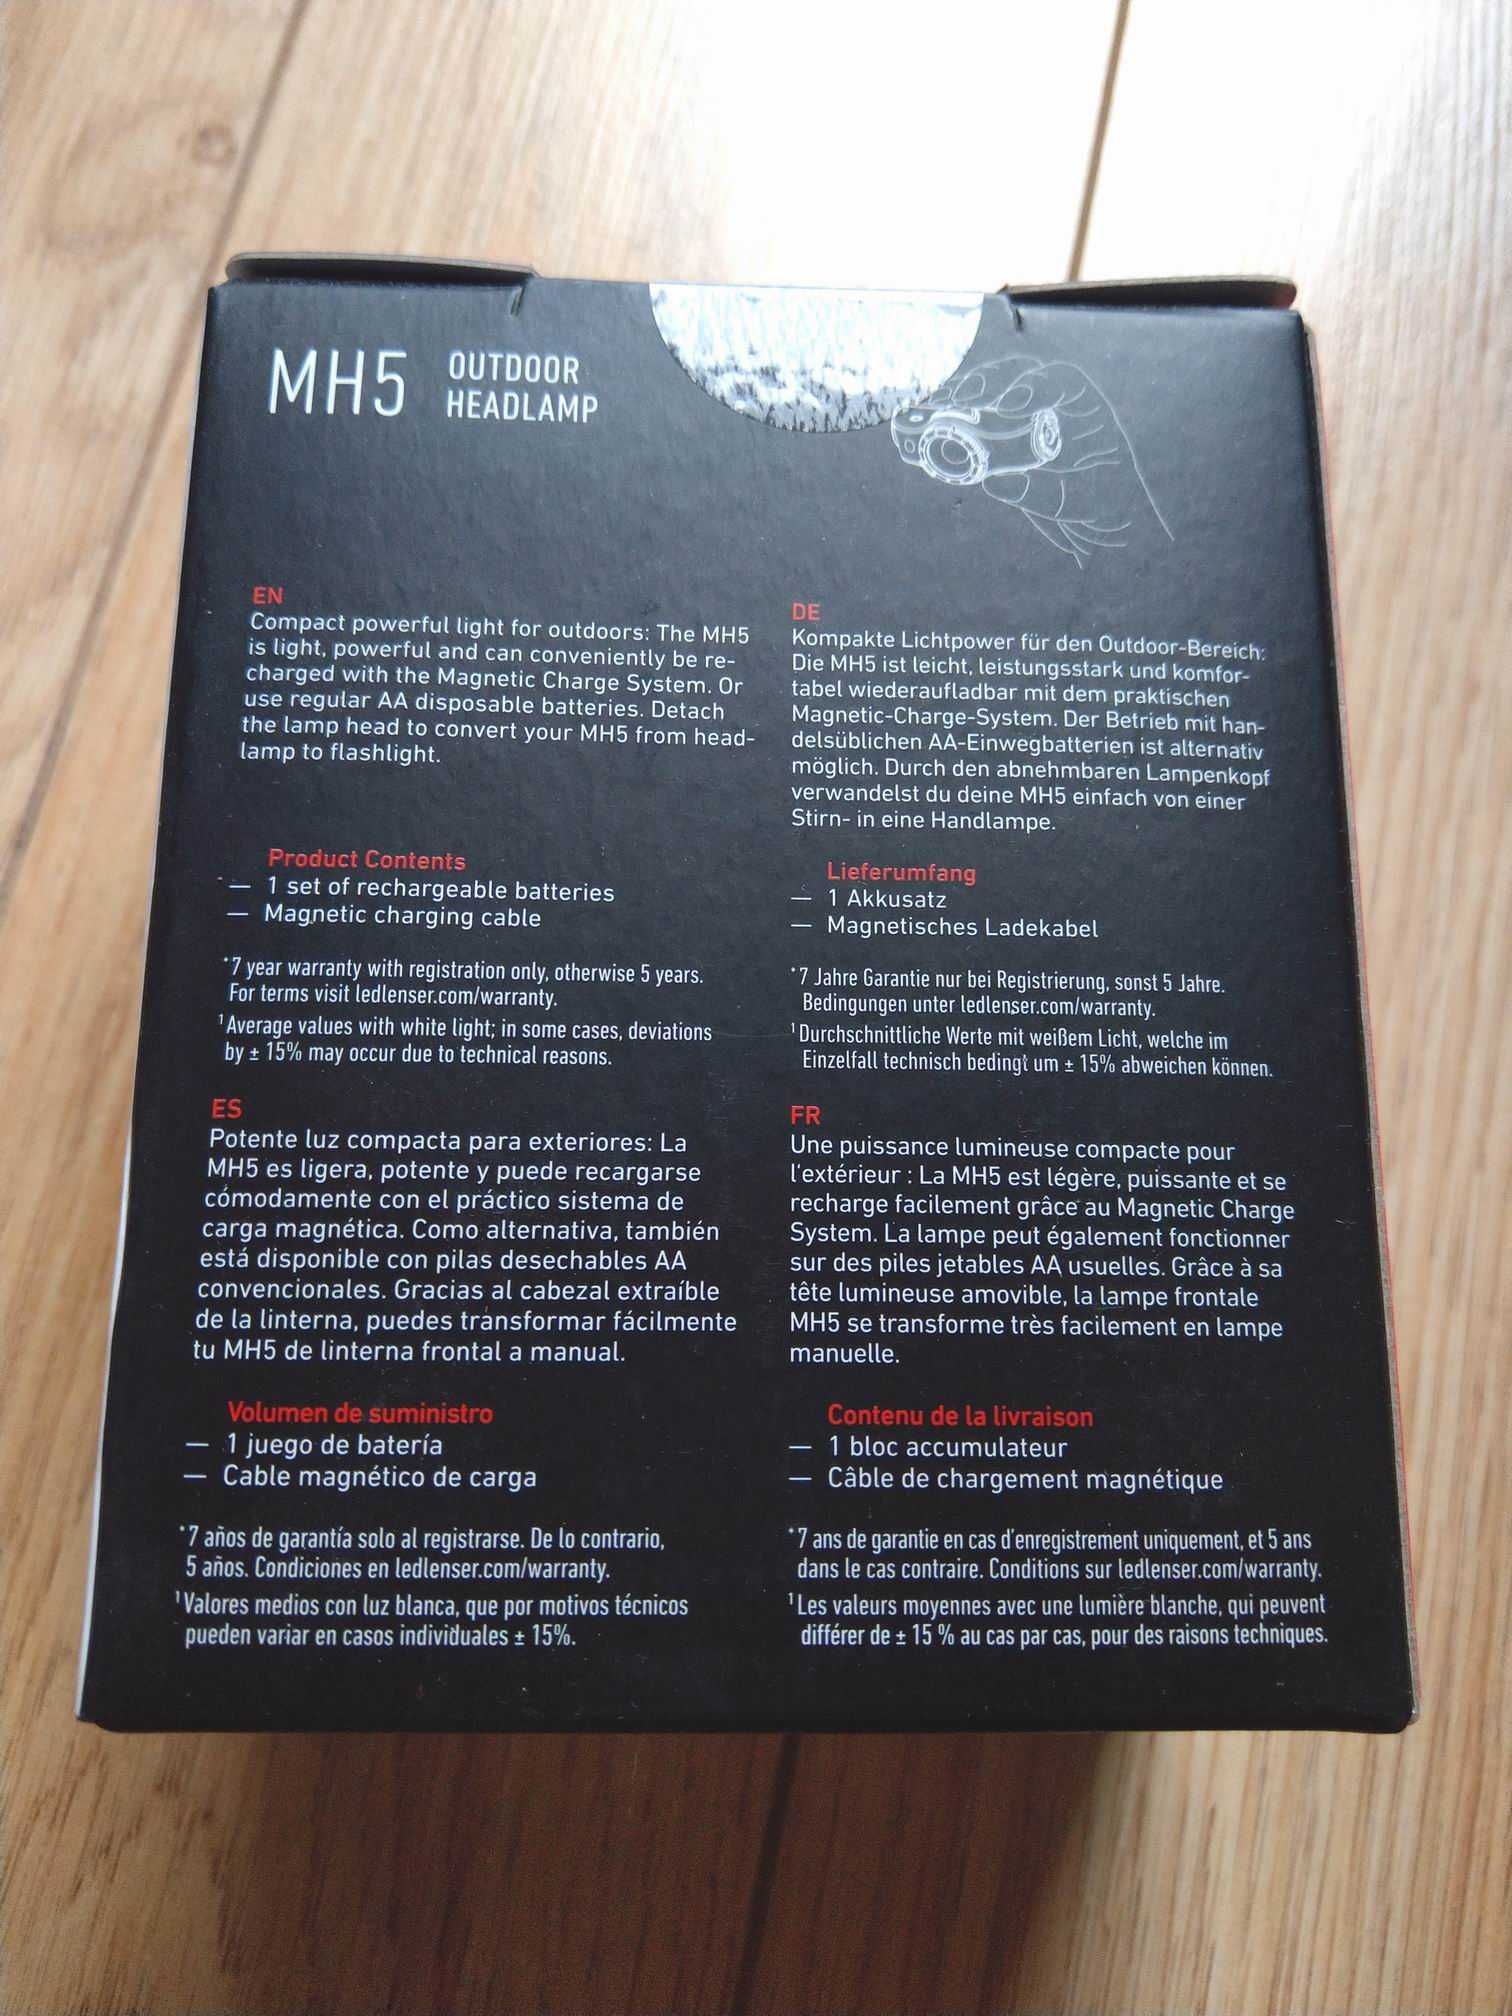 MH5
OUTDOOR
HEADLAMP
EN
Compact powerful light for outdoors: The MH5
is light, powerful and can conveniently be re-
charged with the Magnetic Charge System. Or
use regular AA disposable batteries. Detach
the lamp head to convert your MH5 from head-
lamp to flashlight.
Product Contents
— 1 set of rechargeable batteries
— Magnetic charging cable
*7 year warranty with registration only, otherwise 5 years.
For terms visit ledlenser.com/warranty.
¹Average values with white light; in some cases, deviations
by ± 15% may occur due to technical reasons.
DE
Kompakte Lichtpower für den Outdoor-Bereich:
Die MH5 ist leicht, leistungsstark und komfor-
tabel wiederaufladbar mit dem praktischen
Magnetic-Charge-System. Der Betrieb mit han-
delsüblichen AA-Einwegbatterien ist alternativ
möglich. Durch den abnehmbaren Lampenkopf
verwandelst du deine MH5 einfach von einer
Stirn- in eine Handlampe.
Lieferumfang
— 1 Akkusatz
— Magnetisches Ladekabel
*7 Jahre Garantie nur bei Registrierung, sonst 5 Jahre.
Bedingungen unter ledlenser.com/warranty.
¹Durchschnittliche Werte mit weißem Licht, welche im
Einzelfall technisch bedingt um ± 15% abweichen können.
ES
Potente luz compacta para exteriores: La
MH5 es ligera, potente y puede recargarse
cómodamente con el práctico sistema de
carga magnética. Como alternativa, también
está disponible con pilas desechables AA
convencionales. Gracias al cabezal extraíble
de la linterna, puedes transformar fácilmente
tu MH5 de linterna frontal a manual.
Volumen de suministro
— 1 juego de batería
— Cable magnético de carga
*7 años de garantía solo al registrarse. De lo contrario,
5 años. Condiciones en ledlenser.com/warranty.
¹Valores medios con luz blanca, que por motivos técnicos
pueden variar en casos individuales ± 15%.
FR
Une puissance lumineuse compacte pour
l'extérieur : La MH5 est légère, puissante et se
recharge facilement grâce au Magnetic Charge
System. La lampe peut également fonctionner
sur des piles jetables AA usuelles. Grâce à sa
tête lumineuse amovible, la lampe frontale
MH5 se transforme très facilement en lampe
manuelle.
Contenu de la livraison
— 1 bloc accumulateur
— Câble de chargement magnétique
*7 ans de garantie en cas d'enregistrement uniquement, et 5 ans
dans le cas contraire. Conditions sur ledlenser.com/warranty.
¹Les valeurs moyennes avec une lumière blanche, qui peuvent
différer de ± 15 % au cas par cas, pour des raisons techniques.